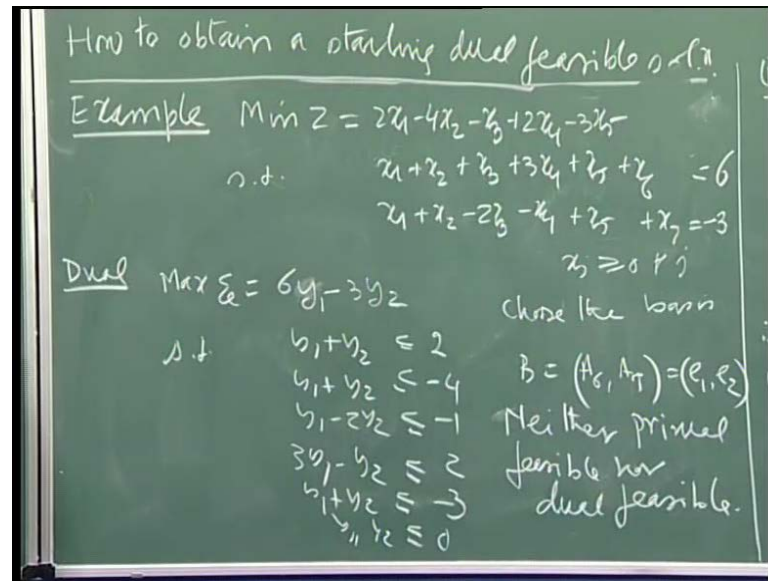 How to obtain a starting dual feasible soln.
Example Min Z = 2x₁-4x₂-x₃+2x₄-3x₅
s.t. x₁+x₂+x₃+3x₄+x₅+x₆ =6
x₁+x₂-2x₃-x₄+x₅ +x₇=-3
xⱼ ≥0 ∀ j
Dual Max = 6y₁-3y₂
s.t y₁+y₂ ≤ 2
y₁+y₂ ≤ -4
y₁-2y₂ ≤ -1
3y₁-y₂ ≤ 2
y₁+y₂ ≤ -3
y₁, y₂ ≤ 0
Chose the basis
B = (A₆, A₇)=(e₁, e₂)
Neither primal
feasible nor
dual feasible.